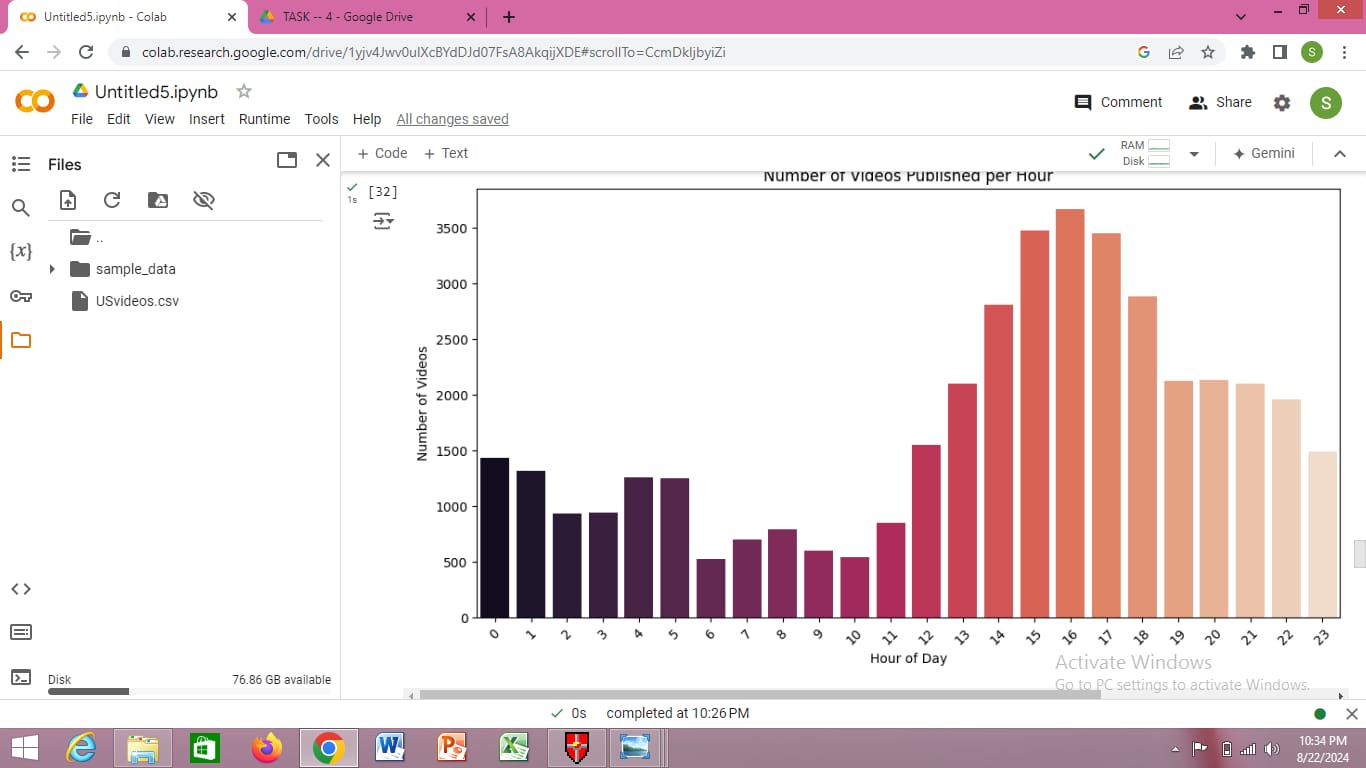 Untitled5.ipynb - Colab
TASK -- 4 - Google Drive
colab.research.google.com/drive/1yjv4Jwv0ulXcBYdDJd07FsA8AkqijXDE#scrollTo=CcmDkIjbyiZi
S
Untitled5.ipynb
Comment
Share
S
File Edit View Insert Runtime Tools Help All changes saved
Files
+ Code + Text
RAM
Disk
Gemini
{x}
..
sample_data
USvideos.csv
Disk 76.86 GB available
[32]
1s
Number of Videos Published per Hour
Number of Videos
3500
3000
2500
2000
1500
1000
500
0
0 1 2 3 4 5 6 7 8 9 10 11 12 13 14 15 16 17 18 19 20 21 22 23
Hour of Day
Activate Windows
Go to PC settings to activate Windows.
0s completed at 10:26 PM
10:34 PM
8/22/2024